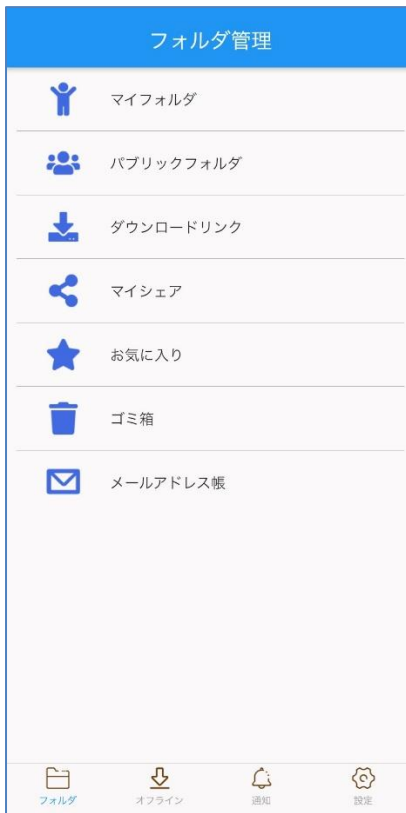 フォルダ管理
マイフォルダ
パブリックフォルダ
ダウンロードリンク
マイシェア
お気に入り
ゴミ箱
メールアドレス帳
フォルダ
オフライン
通知
設定